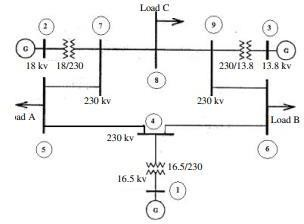 Load C
2
7
9
3
G
G
18 kv
18/230
230/13.8
13.8 kv
8
230 kv
230 kv
ad A
Load B
4
230 kv
5
6
16.5/230
16.5 kv
1
G